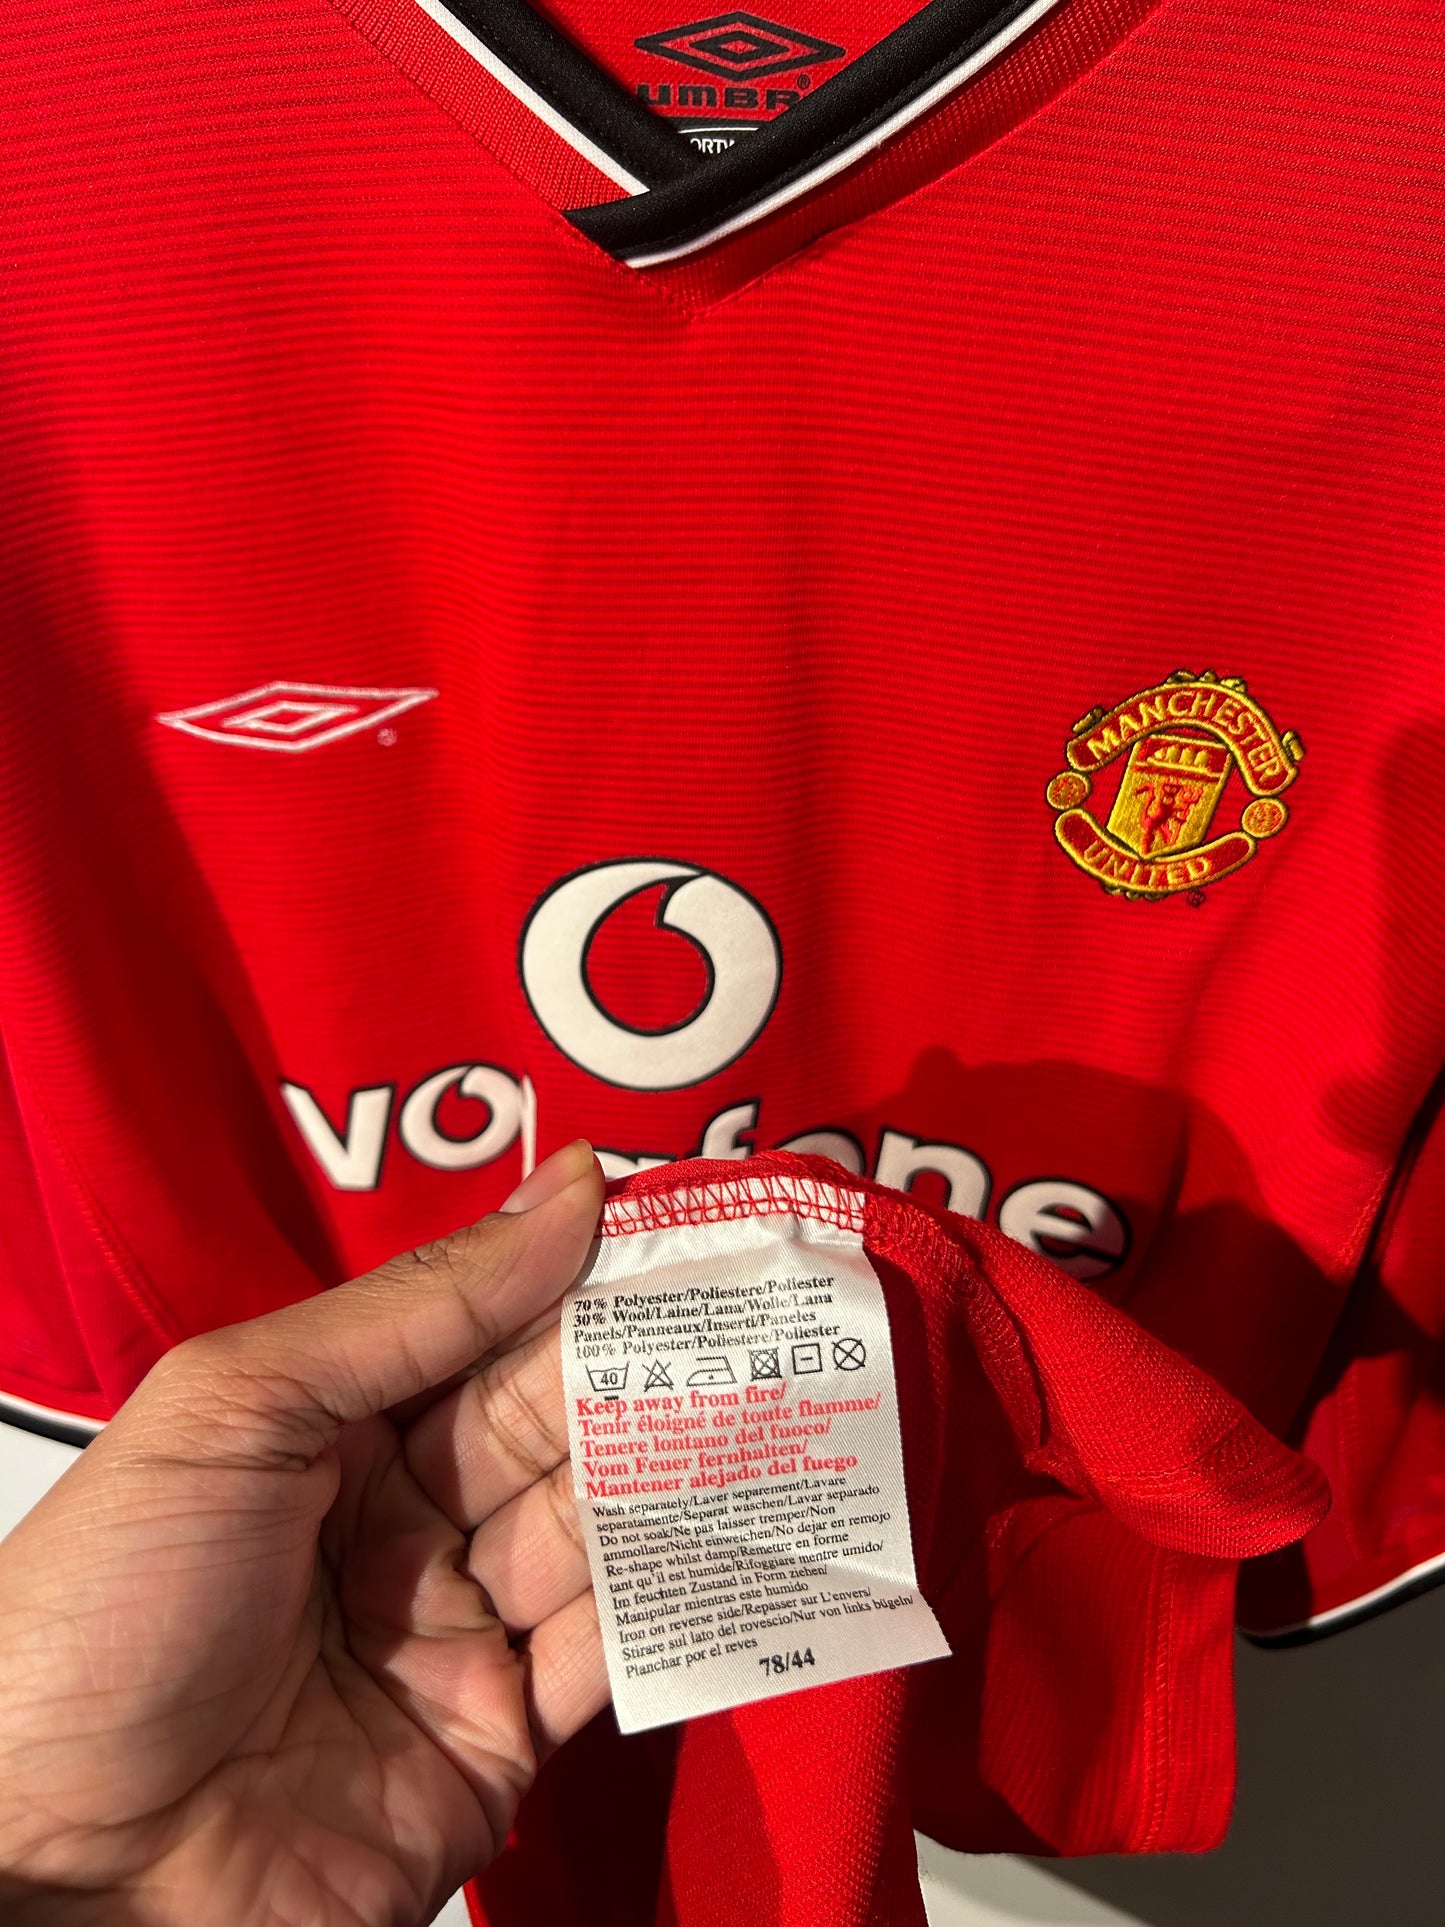 UMBR
MANCHESTER
UNITED
vo afone
70% Polyester/Poliestere/Poliester
30% Wool/Laine/Lana/Wolle/Lana
Panels/Panneaux/Inserti/Paneles
100% Polyester/Poliestere/Poliester
40
Keep away from fire/
Tenir éloigné de toute flamme/
Tenere lontano del fuoco/
Vom Feuer fernhalten/
Mantener alejado del fuego
Wash separately/Laver separement/Lavare
separatamente/Separat waschen/Lavar separado
Do not soak/Ne pas laisser tremper/Non
ammollare/Nicht einweichen/No dejar en remojo
Re-shape whilst damp/Remettre en forme
tant qu'il est humide/Rifoggiare mentre umido/
Im feuchten Zustand in Form ziehen/
Manipular mientras este humido
Iron on reverse side/Repasser sur L'envers/
Stirare sul lato del rovescio/Nur von links bügeln/
Planchar por el reves
78/44